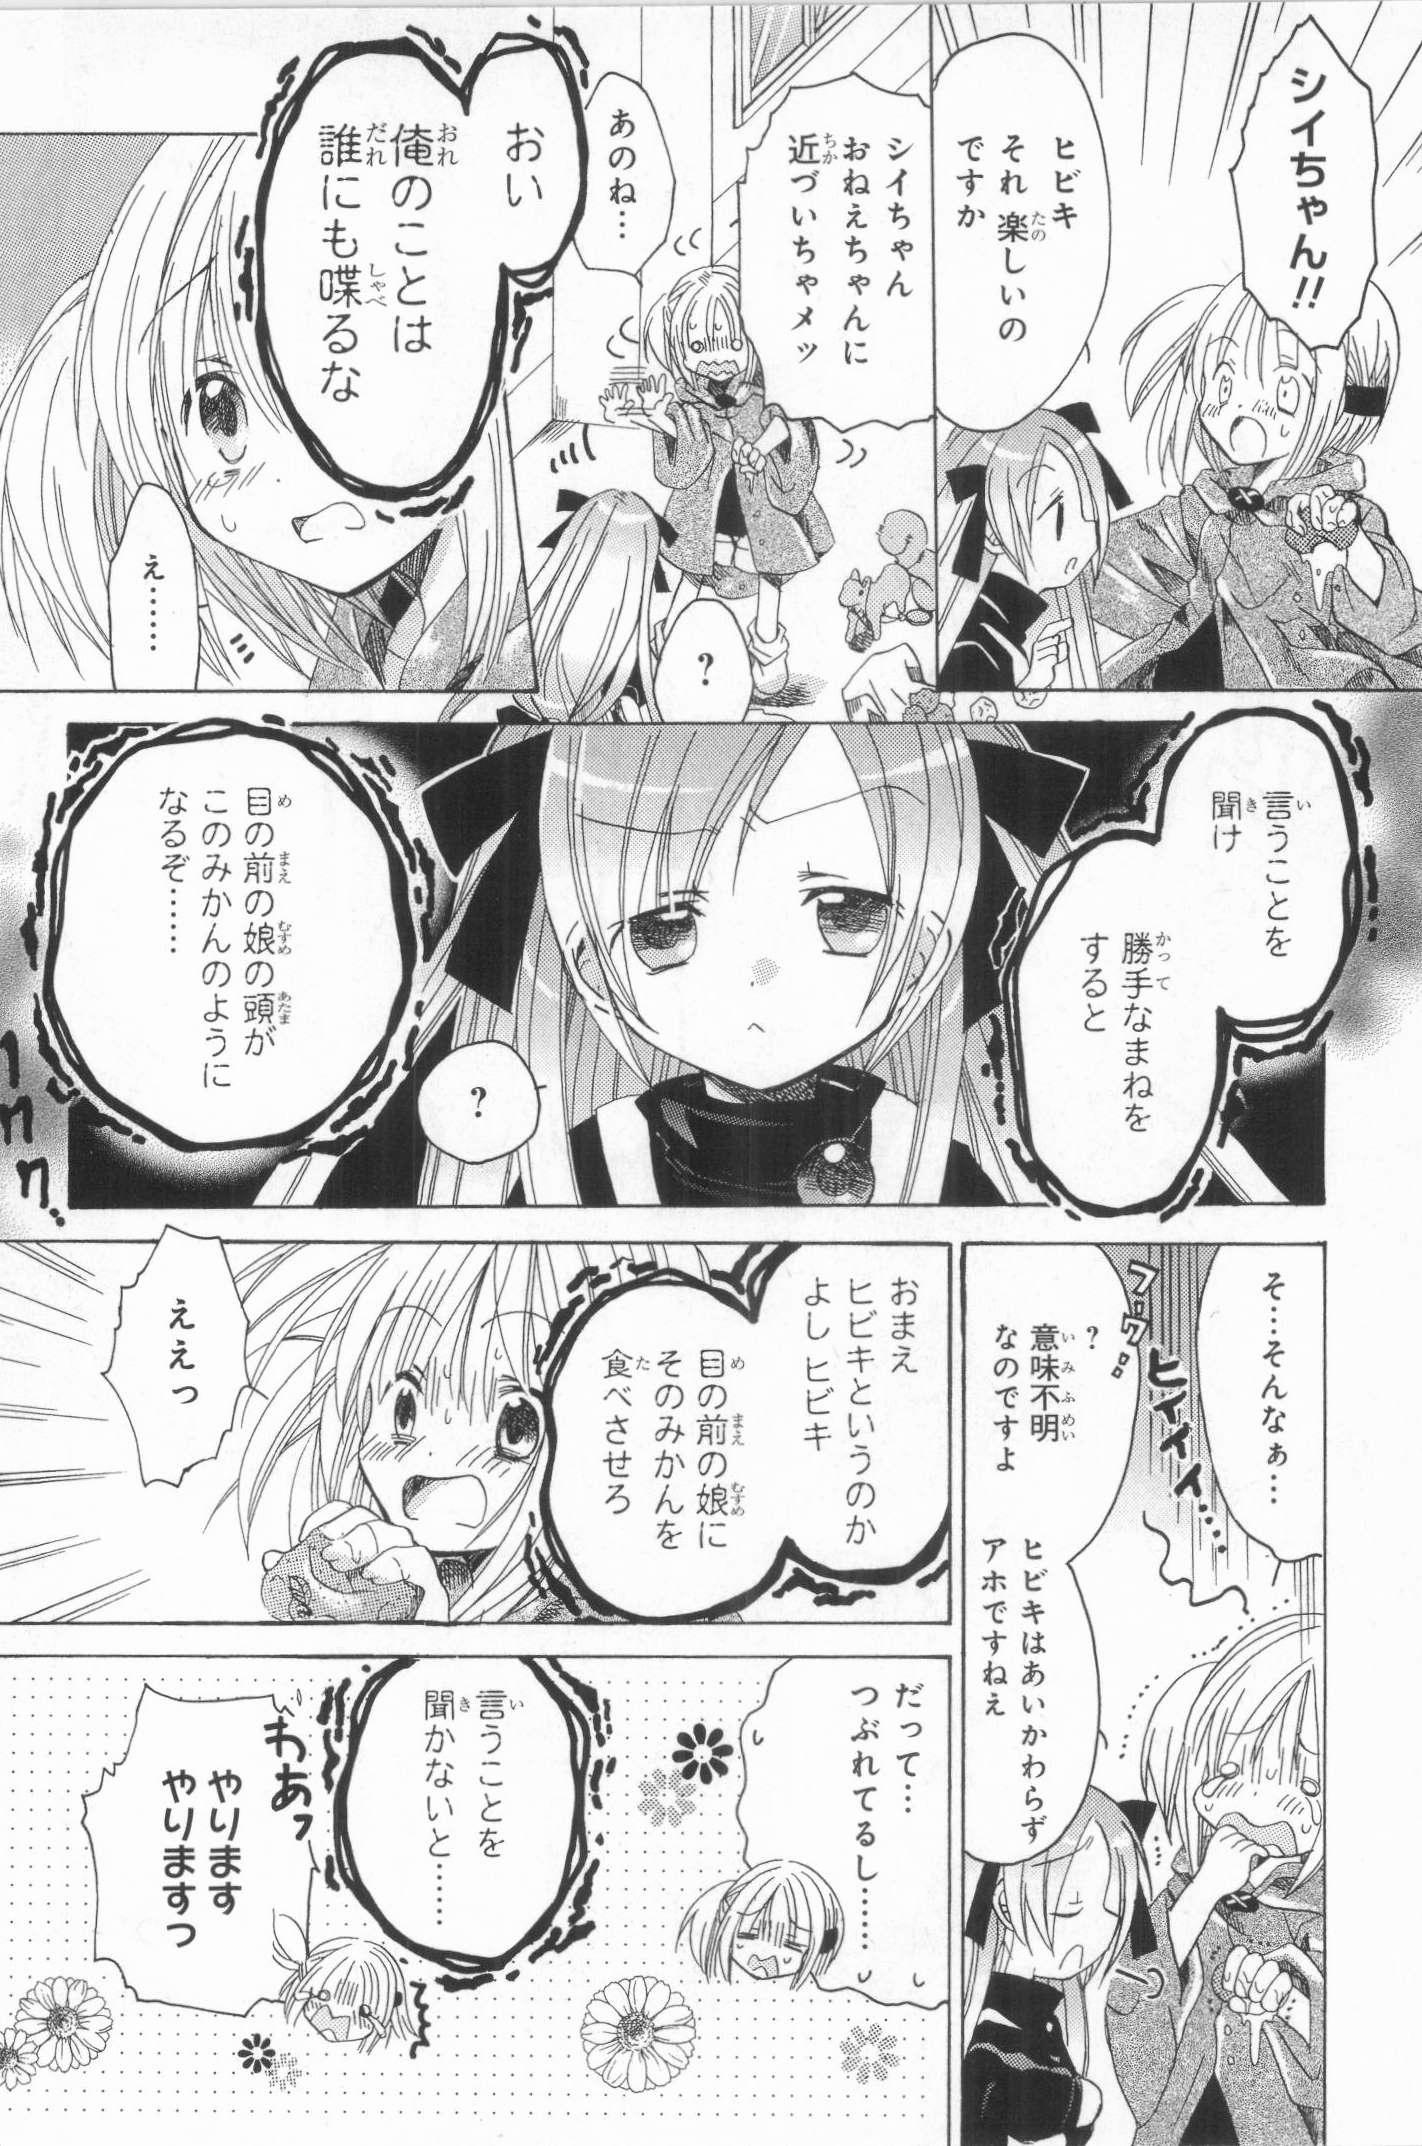 シイちゃん!!
ヒビキ
それ楽しいの
ですか
シイちゃん
おねえちゃんに
近づいちゃメッ
あのね…
?
おい
俺のことは
誰にも喋るな
え……
言うことを
聞け
勝手なまねを
すると
?
目の前の娘の頭が
このみかんのように
なるぞ……
そ…そんなぁ…
ヒイィィ…
?
意味不明
なのですよ
ヒビキはあいかわらず
アホですねえ
おまえ
ヒビキというのか
よしヒビキ
目の前の娘に
そのみかんを
食べさせろ
ええっ
だって…
つぶれてるし……
言うことを
聞かないと……
わあっ
やります
やりますっ